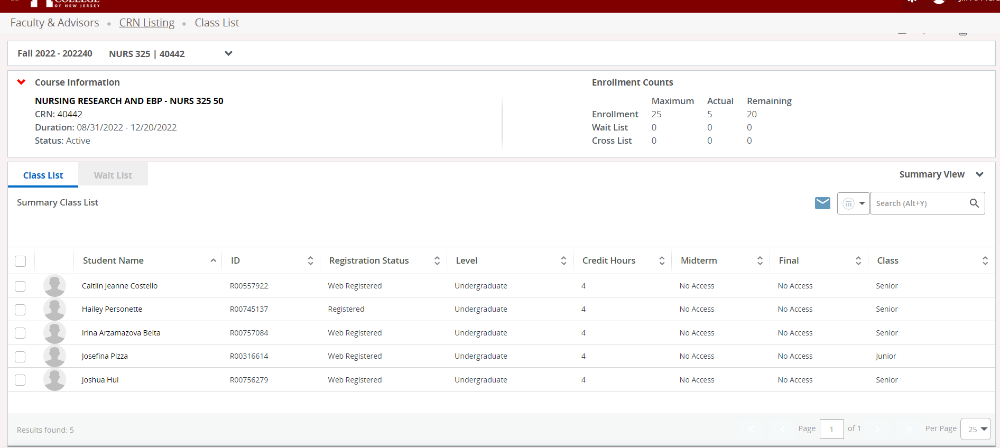 COLLEGE
OF NEW JERSEY
Faculty & Advisors • CRN Listing • Class List
Fall 2022 - 202240 NURS 325 | 40442
Course Information Enrollment Counts
NURSING RESEARCH AND EBP - NURS 325 50 Maximum Actual Remaining
CRN: 40442 Enrollment 25 5 20
Duration: 08/31/2022 - 12/20/2022 Wait List 0 0 0
Status: Active Cross List 0 0 0
Class List Wait List Summary View
Summary Class List Search (Alt+Y)
Student Name ID Registration Status Level Credit Hours Midterm Final Class
Caitlin Jeanne Costello R00557922 Web Registered Undergraduate 4 No Access No Access Senior
Hailey Personette R00745137 Registered Undergraduate 4 No Access No Access Senior
Irina Arzamazova Beita R00757084 Web Registered Undergraduate 4 No Access No Access Senior
Josefina Pizza R00316614 Web Registered Undergraduate 4 No Access No Access Junior
Joshua Hui R00756279 Web Registered Undergraduate 4 No Access No Access Senior
Results found: 5 Page 1 of 1 Per Page 25